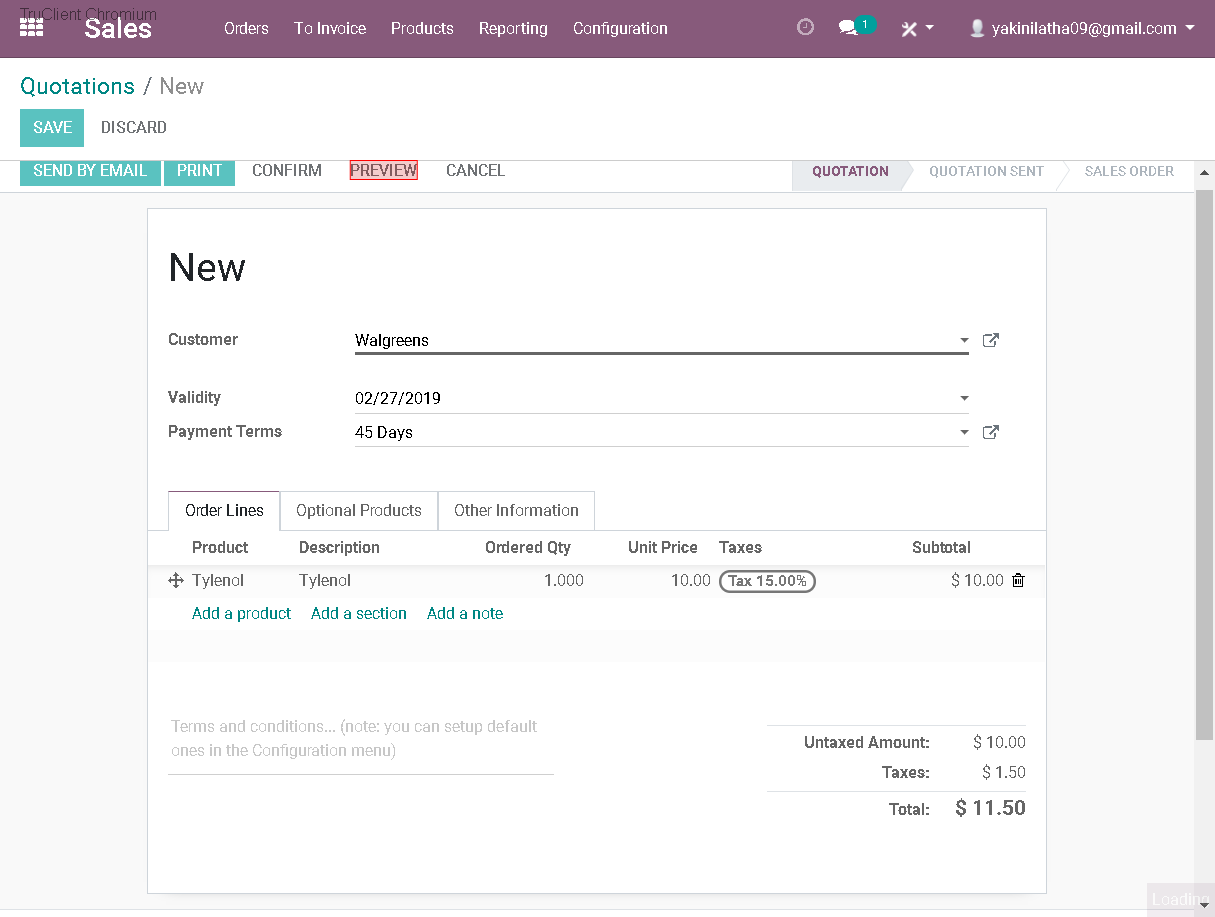 TruClient Chromium
Sales Orders To Invoice Products Reporting Configuration 1 yakinilatha09@gmail.com
Quotations / New
SAVE DISCARD
SEND BY EMAIL PRINT CONFIRM PREVIEW CANCEL QUOTATION QUOTATION SENT SALES ORDER
New
Customer Walgreens
Validity 02/27/2019
Payment Terms 45 Days
Order Lines Optional Products Other Information
Product Description Ordered Qty Unit Price Taxes Subtotal
Tylenol Tylenol 1.000 10.00 Tax 15.00% $ 10.00
Add a product Add a section Add a note
Terms and conditions... (note: you can setup default
ones in the Configuration menu)
Untaxed Amount: $ 10.00
Taxes: $ 1.50
Total: $ 11.50
Loading